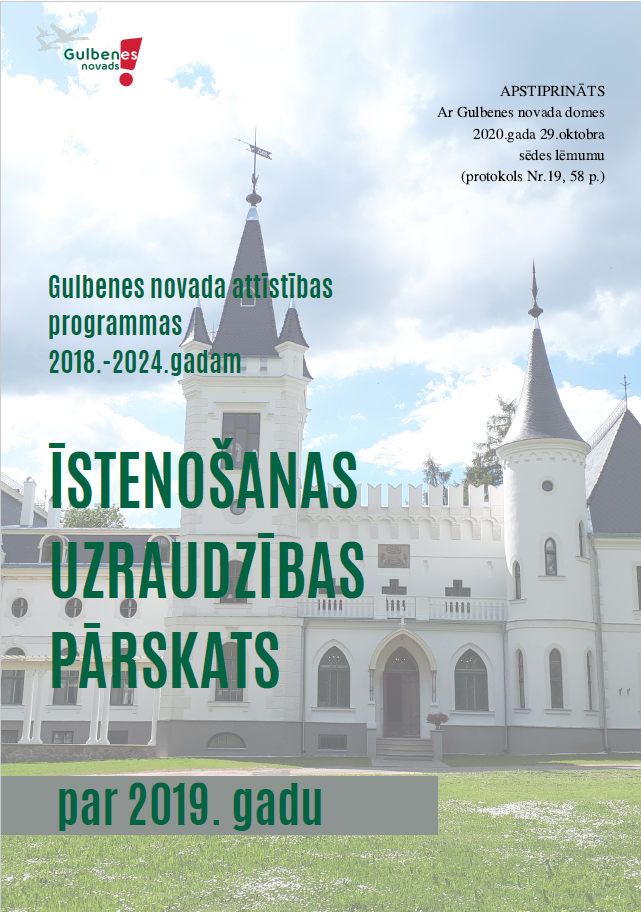 Gulbenes
novads
APSTIPRINĀTS
Ar Gulbenes novada domes
2020.gada 29.oktobra
sēdes lēmumu
(protokols Nr.19, 58 p.)
Gulbenes novada attīstības
programmas
2018.-2024.gadam
ĪSTENOŠANAS
UZRAUDZĪBAS
PĀRSKATS
par 2019. gadu